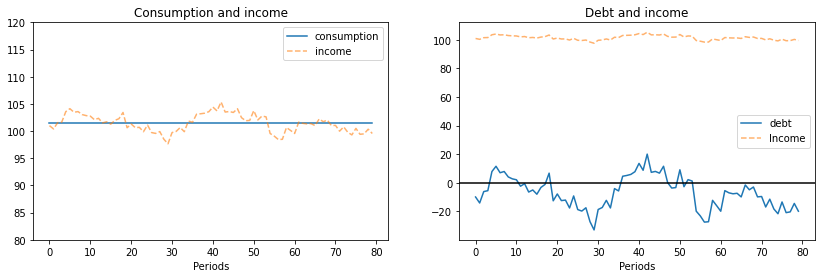 Consumption and income
120
115
110
105
100
95
90
85
80
0 10 20 30 40 50 60 70 80
Periods
consumption
income
Debt and income
100
80
60
40
20
0
−20
0 10 20 30 40 50 60 70 80
Periods
debt
Income